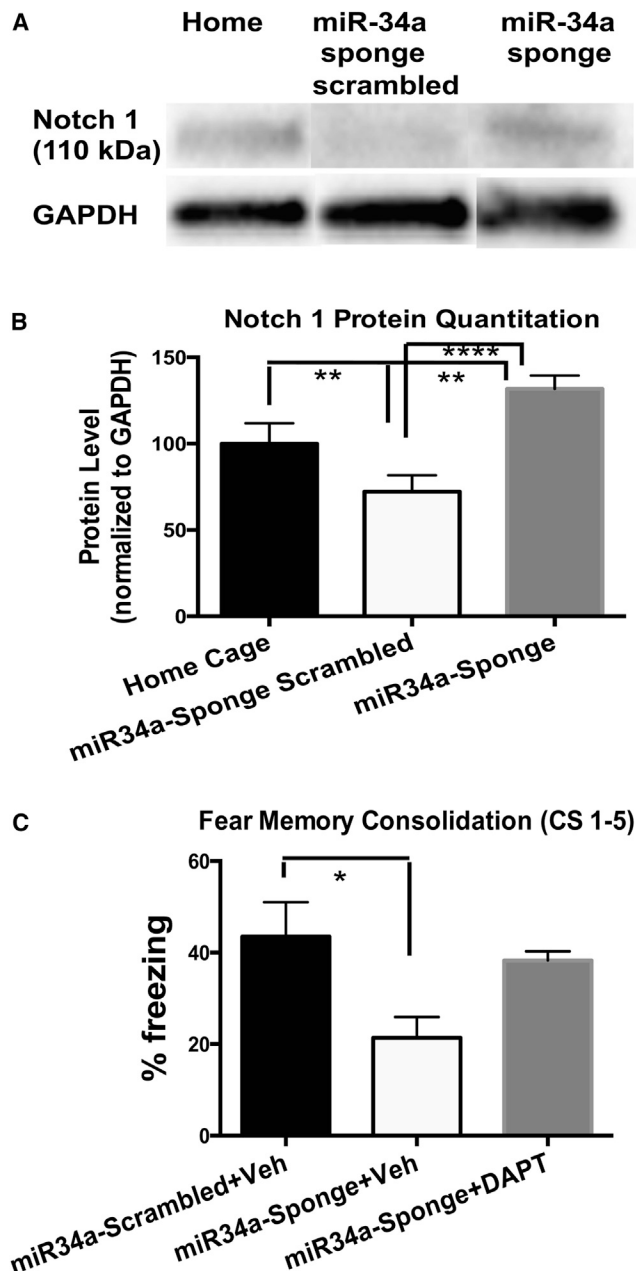 A
Home
miR-34a
sponge
scrambled
miR-34a
sponge
Notch 1
(110 kDa)
GAPDH
B
Notch 1 Protein Quantitation
Protein Level
(normalized to GAPDH)
150
100
50
0
**
****
**
Home Cage
miR34a-Sponge Scrambled
miR34a-Sponge
C
Fear Memory Consolidation (CS 1-5)
% freezing
60
40
20
0
*
miR34a-Scrambled+Veh
miR34a-Sponge+Veh
miR34a-Sponge+DAPT